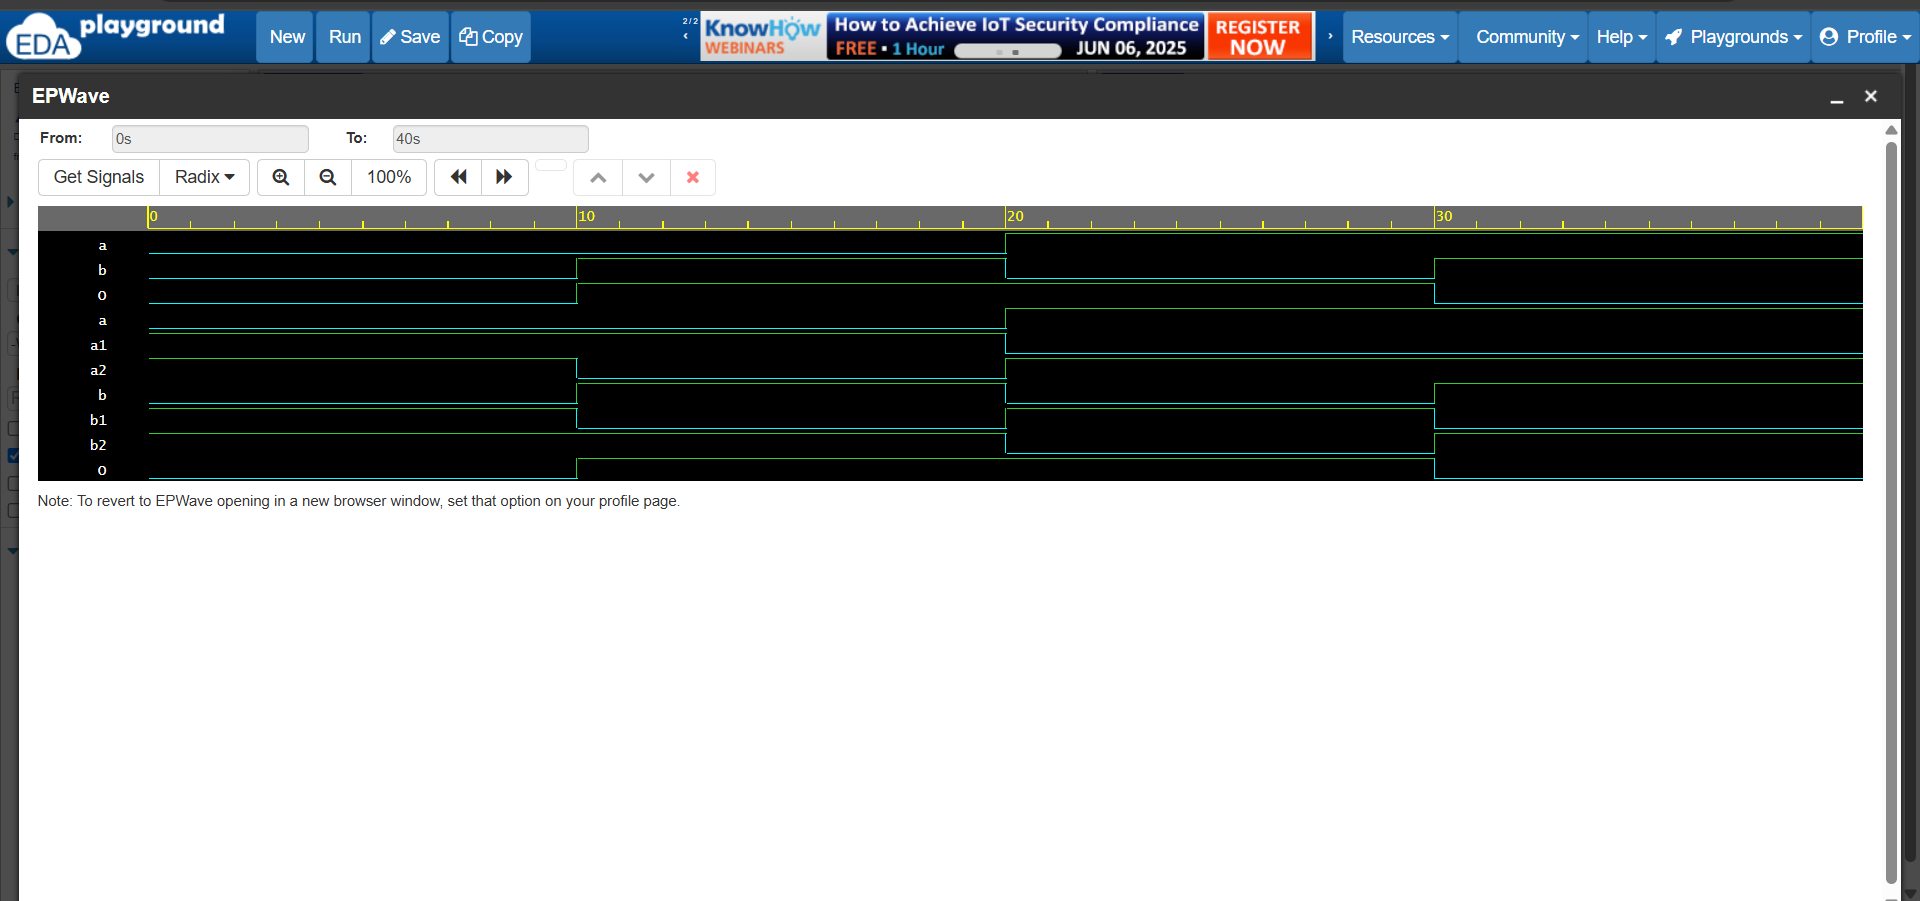 EDA playground
New
Run
Save
Copy
2/2
KnowHow
WEBINARS
How to Achieve IoT Security Compliance
FREE • 1 Hour
JUN 06, 2025
REGISTER
NOW
Resources
Community
Help
Playgrounds
Profile
EPWave
From:
0s
To:
40s
Get Signals
Radix
100%
0
10
20
30
a
b
o
a
a1
a2
b
b1
b2
o
Note: To revert to EPWave opening in a new browser window, set that option on your profile page.